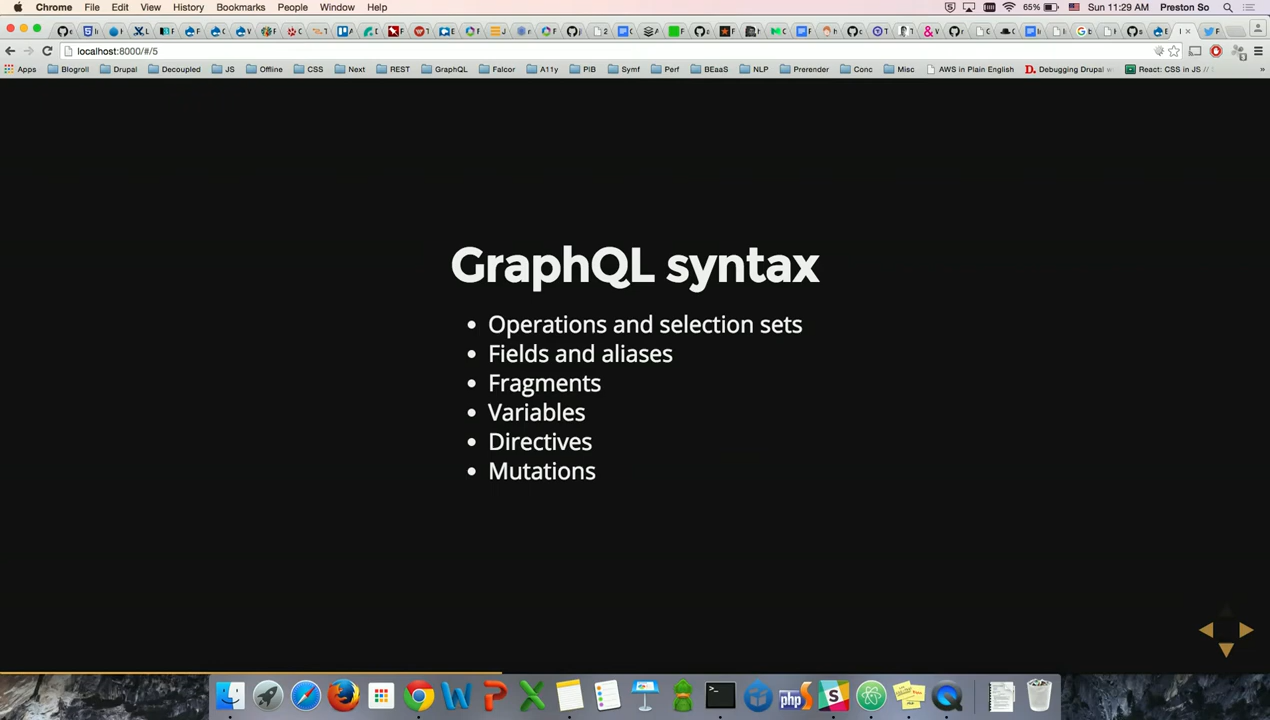 Chrome File Edit View History Bookmarks People Window Help 65% Sun 11:29 AM Preston So
localhost:8000/#/5
Apps Blogroll Drupal Decoupled JS Offline CSS Next REST GraphQL Falcor A11y PIB Symf Perf BEaaS NLP Prerender Conc Misc AWS in Plain English Debugging Drupal React: CSS in JS //
GraphQL syntax
• Operations and selection sets
• Fields and aliases
• Fragments
• Variables
• Directives
• Mutations